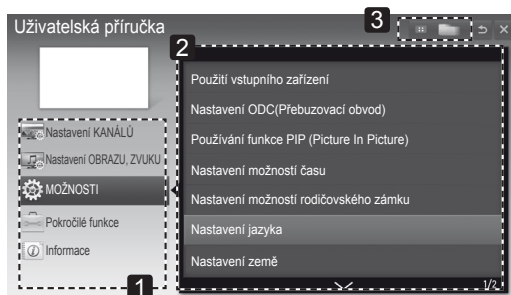 Uživatelská příručka
3
2
Nastavení KANÁLŮ
Nastavení OBRAZU, ZVUKU
MOŽNOSTI
Pokročilé funkce
Informace
1
Použití vstupního zařízení
Nastavení ODC(Přebuzovací obvod)
Používání funkce PIP (Picture In Picture)
Nastavení možností času
Nastavení možností rodičovského zámku
Nastavení jazyka
Nastavení země
1/2